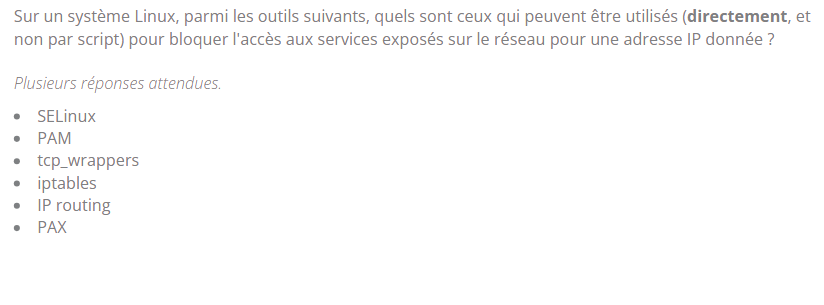 Sur un système Linux, parmi les outils suivants, quels sont ceux qui peuvent être utilisés (directement, et
non par script) pour bloquer l'accès aux services exposés sur le réseau pour une adresse IP donnée ?
Plusieurs réponses attendues.
• SELinux
• PAM
• tcp_wrappers
• iptables
• IP routing
• PAX